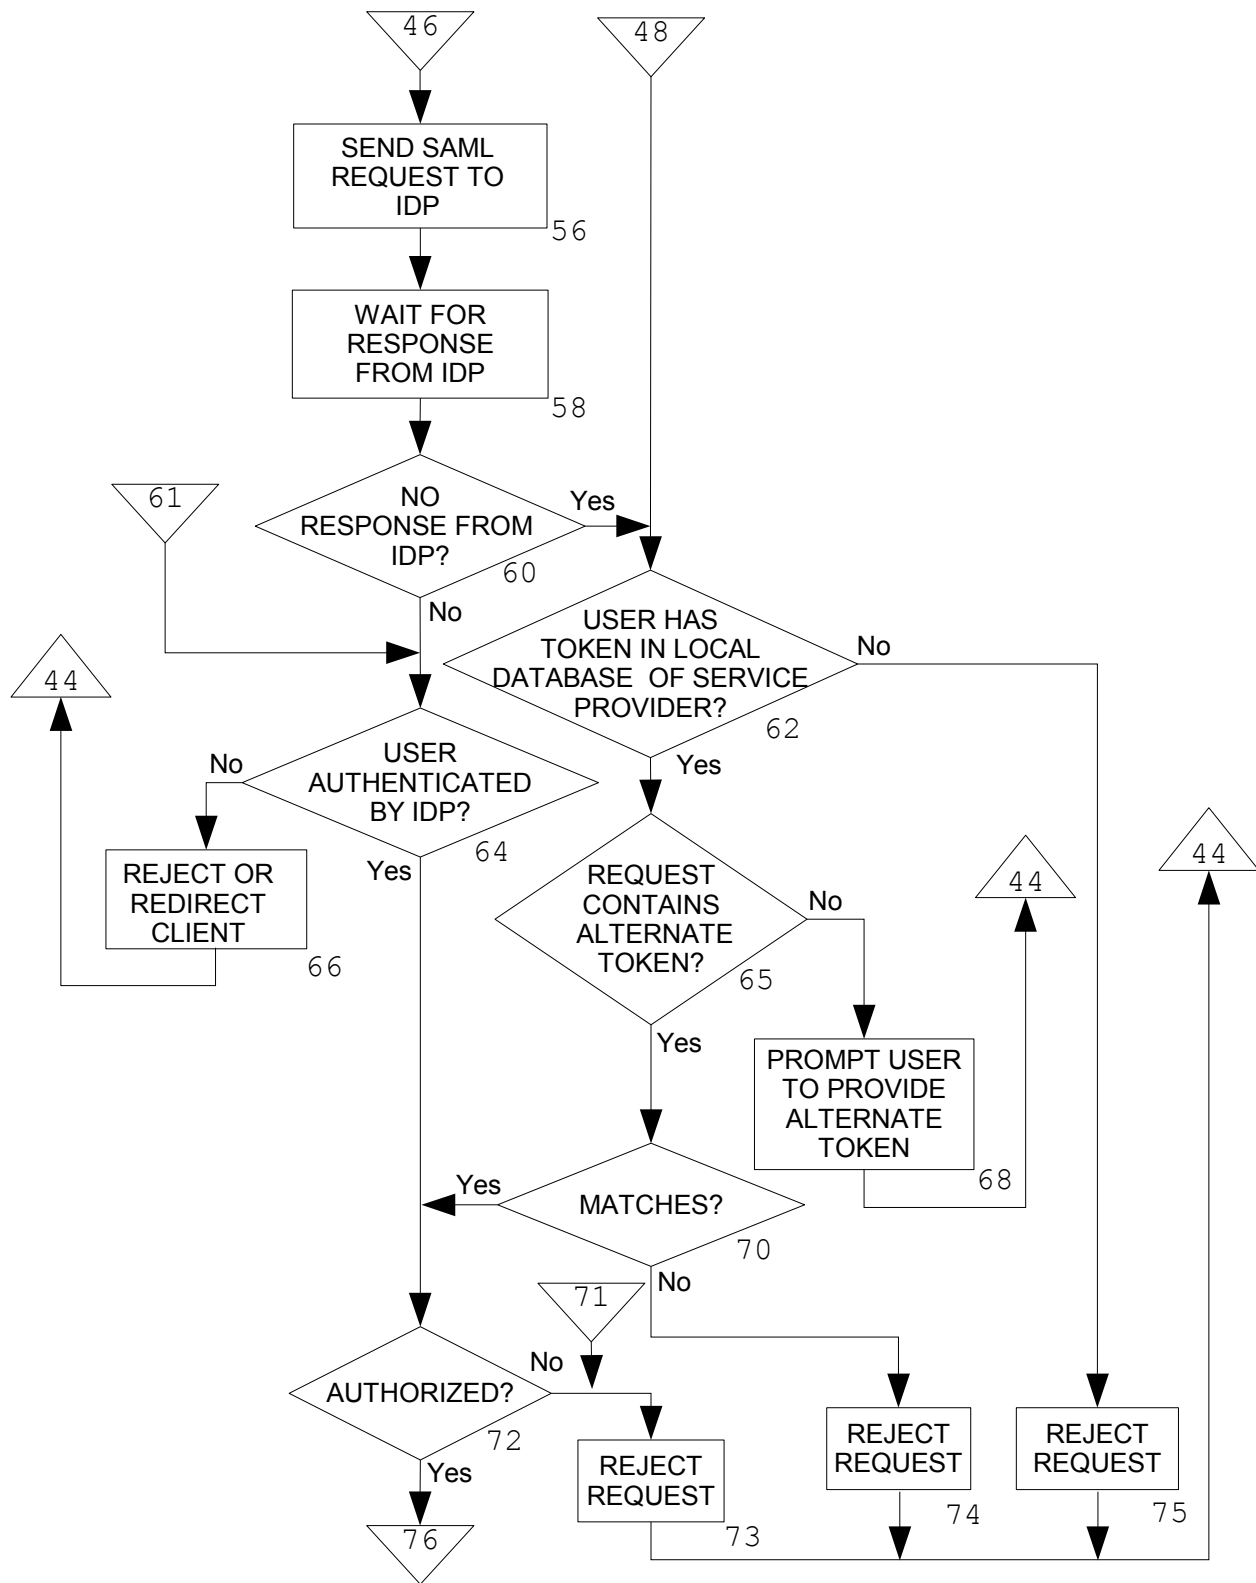 46
48
SEND SAML
REQUEST TO
IDP
56
WAIT FOR
RESPONSE
FROM IDP
58
61
NO
RESPONSE FROM
IDP?
60
Yes
No
44
USER HAS
TOKEN IN LOCAL
DATABASE OF SERVICE
PROVIDER?
62
No
Yes
USER
AUTHENTICATED
BY IDP?
64
No
Yes
REJECT OR
REDIRECT
CLIENT
66
REQUEST
CONTAINS
ALTERNATE
TOKEN?
65
No
Yes
44
44
PROMPT USER
TO PROVIDE
ALTERNATE
TOKEN
68
MATCHES?
70
Yes
No
71
AUTHORIZED?
72
No
Yes
REJECT
REQUEST
73
REJECT
REQUEST
74
REJECT
REQUEST
75
76